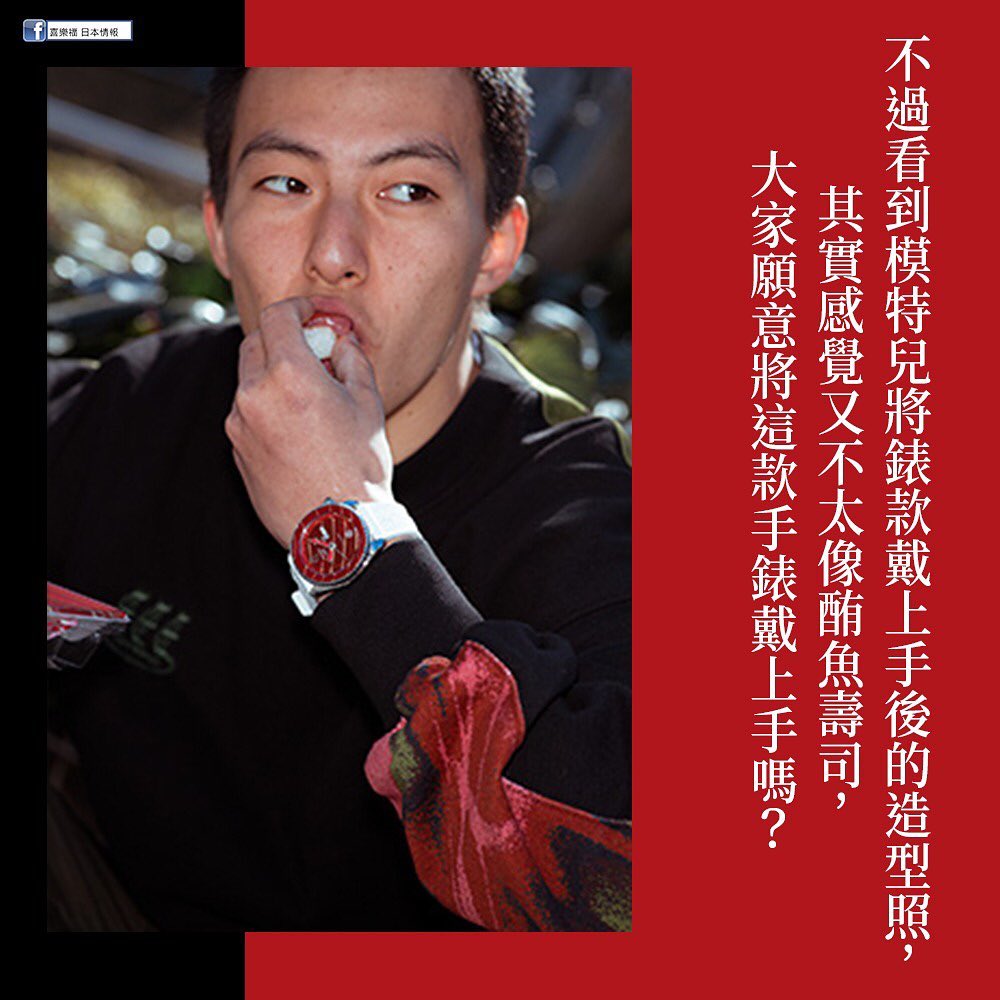 喜樂福 日本情報
不過看到模特兒將錶款戴上手後的造型照，
其實感覺又不太像鮪魚壽司，
大家願意將這款手錶戴上手嗎？